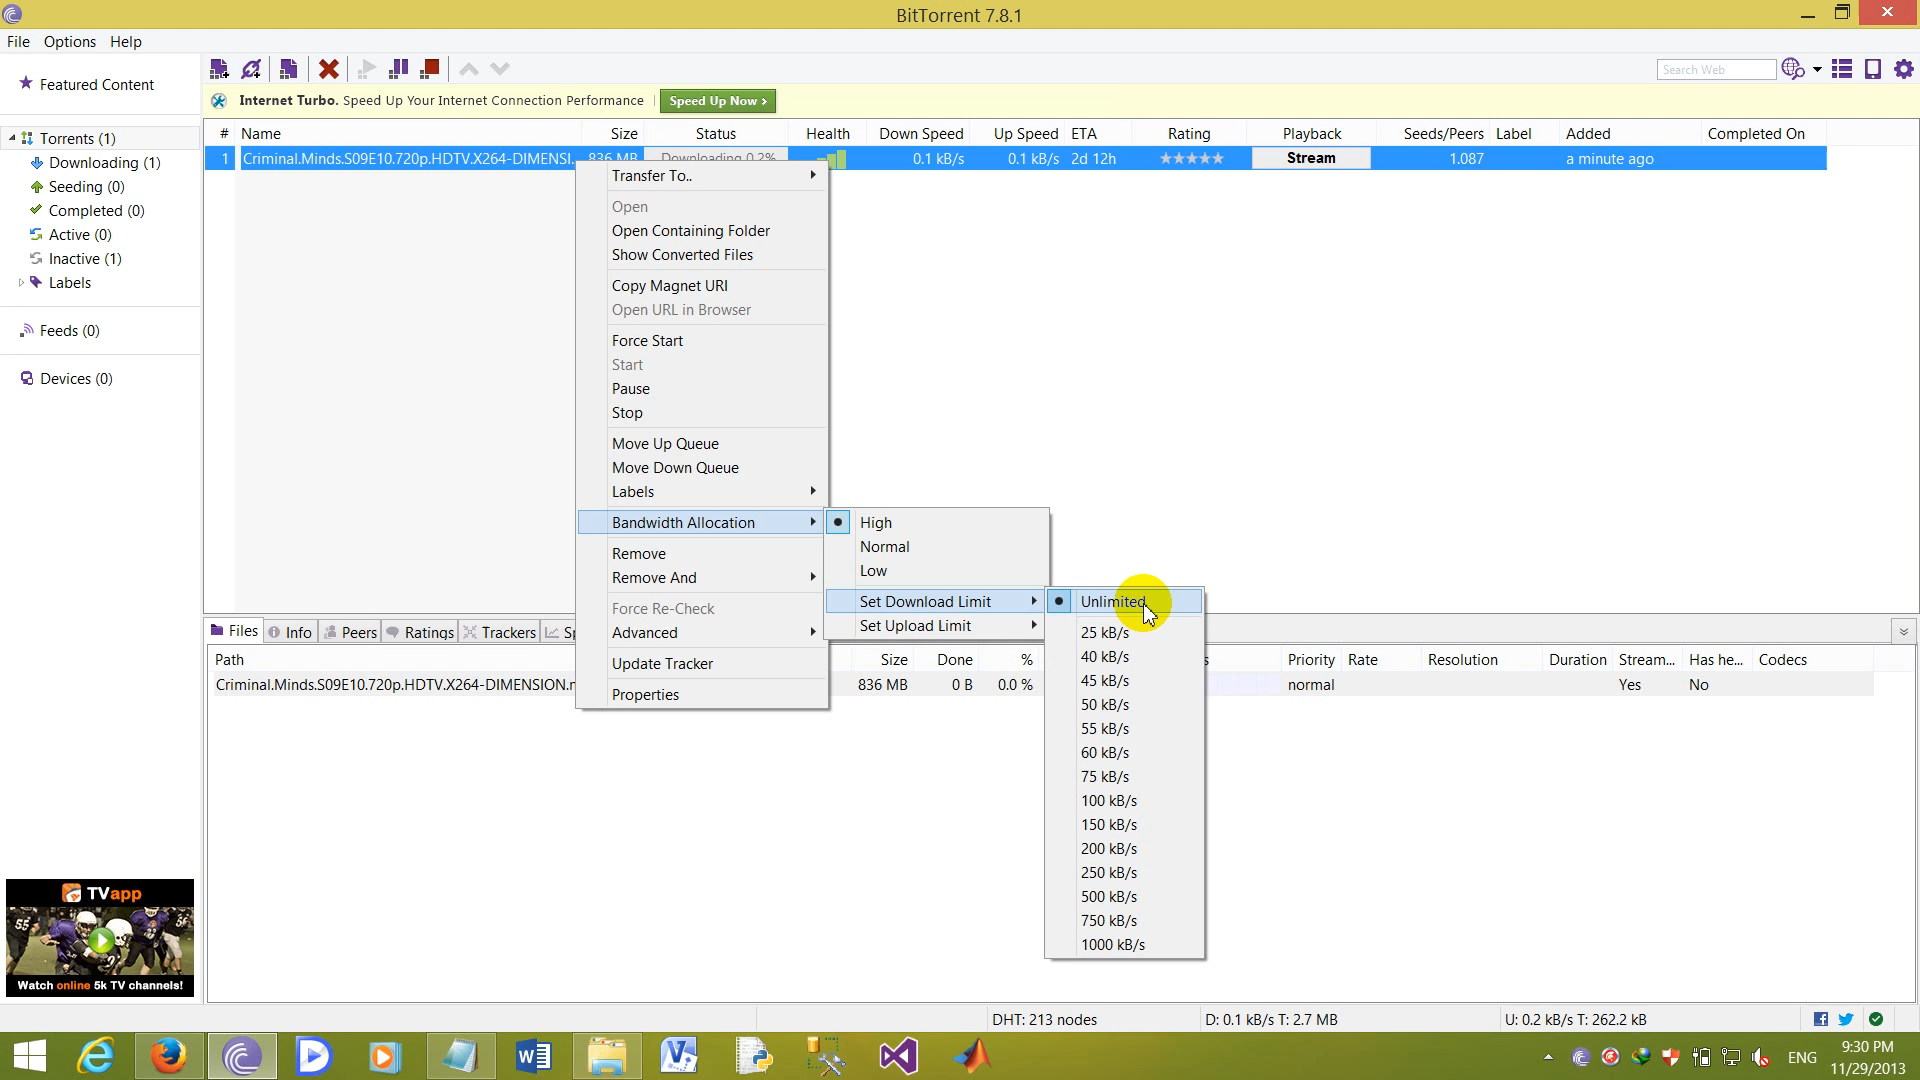 BitTorrent 7.8.1
File Options Help
Featured Content
Search Web
Internet Turbo. Speed Up Your Internet Connection Performance Speed Up Now >
Torrents (1)
Downloading (1)
Seeding (0)
Completed (0)
Active (0)
Inactive (1)
Labels
Feeds (0)
Devices (0)
# Name Size Status Health Down Speed Up Speed ETA Rating Playback Seeds/Peers Label Added Completed On
1 Criminal.Minds.S09E10.720p.HDTV.X264-DIMENSI... 836 MB Downloading 0.2% 0.1 kB/s 0.1 kB/s 2d 12h Stream 1.087 a minute ago
Transfer To..
Open
Open Containing Folder
Show Converted Files
Copy Magnet URI
Open URL in Browser
Force Start
Start
Pause
Stop
Move Up Queue
Move Down Queue
Labels
Bandwidth Allocation
Remove
Remove And
Force Re-Check
Advanced
Update Tracker
Properties
High
Normal
Low
Set Download Limit
Set Upload Limit
Unlimited
25 kB/s
40 kB/s
45 kB/s
50 kB/s
55 kB/s
60 kB/s
75 kB/s
100 kB/s
150 kB/s
200 kB/s
250 kB/s
500 kB/s
750 kB/s
1000 kB/s
Files Info Peers Ratings Trackers
Path Size Done % Priority Rate Resolution Duration Stream... Has he... Codecs
Criminal.Minds.S09E10.720p.HDTV.X264-DIMENSION. 836 MB 0 B 0.0 % normal Yes No
TVapp
55
Watch online 5k TV channels!
DHT: 213 nodes D: 0.1 kB/s T: 2.7 MB U: 0.2 kB/s T: 262.2 kB
ENG
9:30 PM
11/29/2013